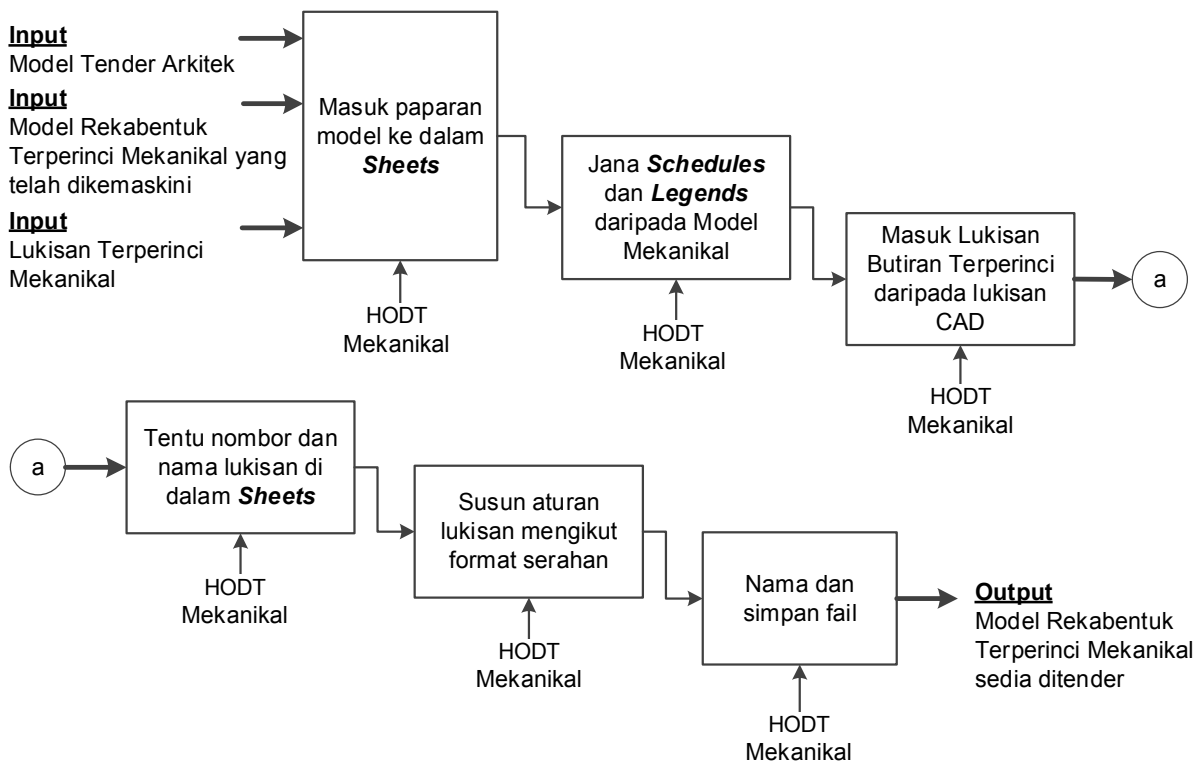 Input
Model Tender Arkitek
Input
Model Rekabentuk
Terperinci Mekanikal yang
telah dikemaskini
Input
Lukisan Terperinci
Mekanikal
Masuk paparan
model ke dalam
Sheets
HODT
Mekanikal
Jana Schedules
dan Legends
daripada Model
Mekanikal
HODT
Mekanikal
Masuk Lukisan
Butiran Terperinci
daripada lukisan
CAD
HODT
Mekanikal
a
a
Tentu nombor dan
nama lukisan di
dalam Sheets
HODT
Mekanikal
Susun aturan
lukisan mengikut
format serahan
HODT
Mekanikal
Nama dan
simpan fail
HODT
Mekanikal
Output
Model Rekabentuk
Terperinci Mekanikal
sedia ditender